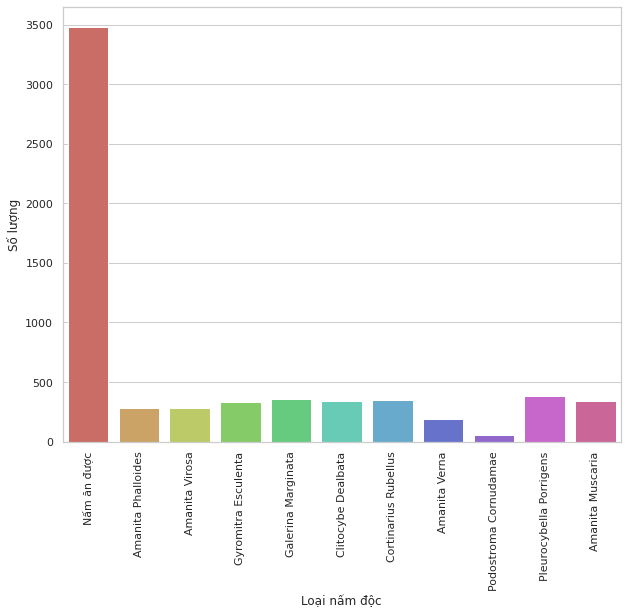 3500
3000
2500
2000
1500
1000
500
0
Số lượng
Nấm ăn được
Amanita Phalloides
Amanita Virosa
Gyromitra Esculenta
Galerina Marginata
Clitocybe Dealbata
Cortinarius Rubellus
Amanita Verna
Podostroma Cornudamae
Pleurocybella Porrigens
Amanita Muscaria
Loại nấm độc